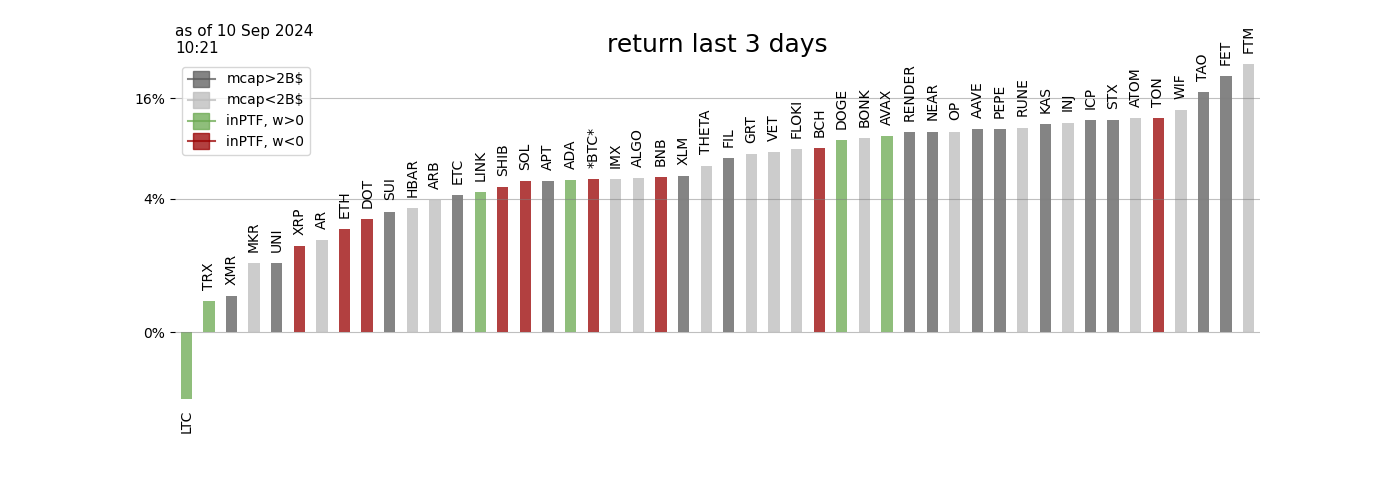 as of 10 Sep 2024
10:21
return last 3 days
mcap>2B$
mcap<2B$
inPTF, w>0
inPTF, w<0
16%
4%
0%
LTC
TRX
XMR
MKR
UNI
XRP
AR
ETH
DOT
SUI
HBAR
ARB
ETC
LINK
SHIB
SOL
APT
ADA
*BTC*
IMX
ALGO
BNB
XLM
THETA
FIL
GRT
VET
FLOKI
BCH
DOGE
BONK
AVAX
RENDER
NEAR
OP
AAVE
PEPE
RUNE
KAS
INJ
ICP
STX
ATOM
TON
WIF
TAO
FET
FTM